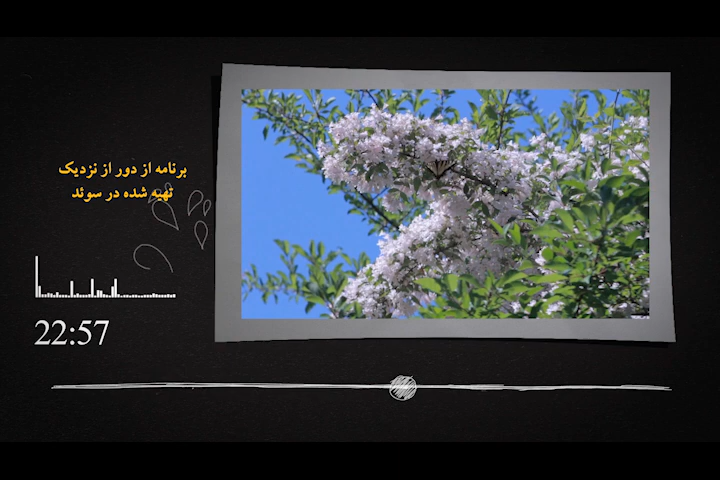 برنامه از دور از نزدیک
تهیه شده در سوئد
22:57